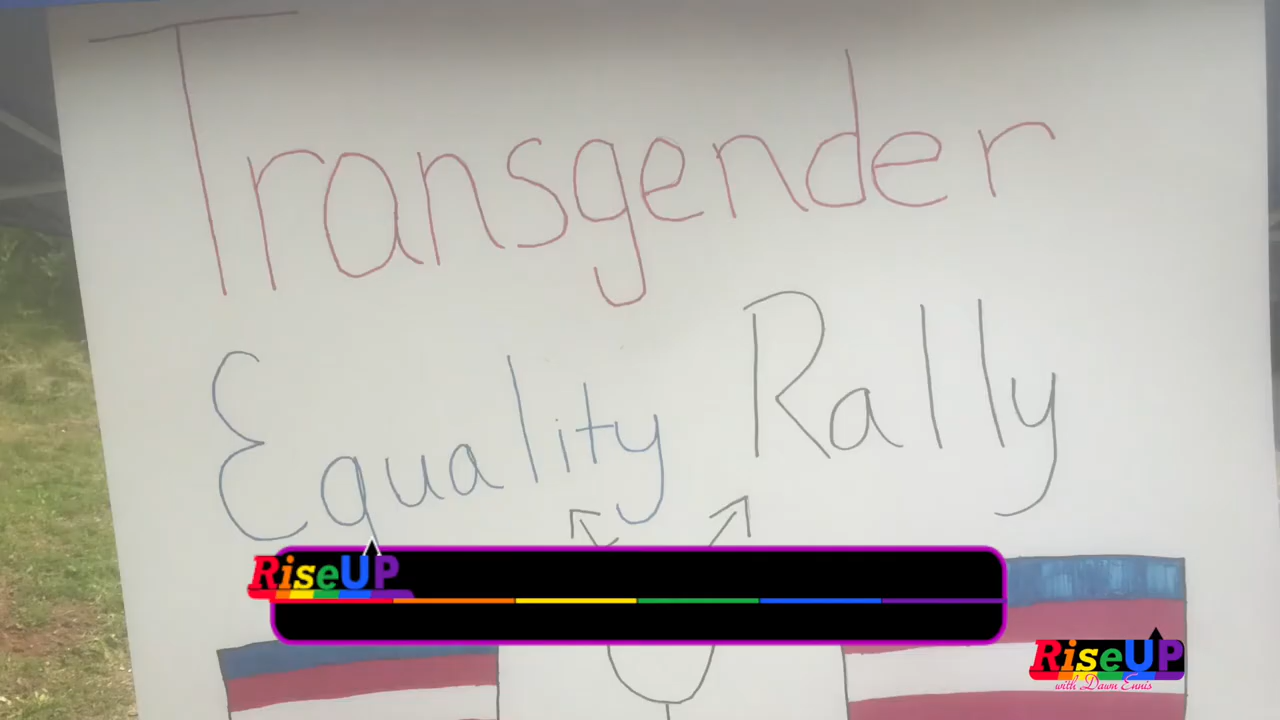 Transgender
Equality Rally
RiseUP
RiseUP
with Dawn Ennis